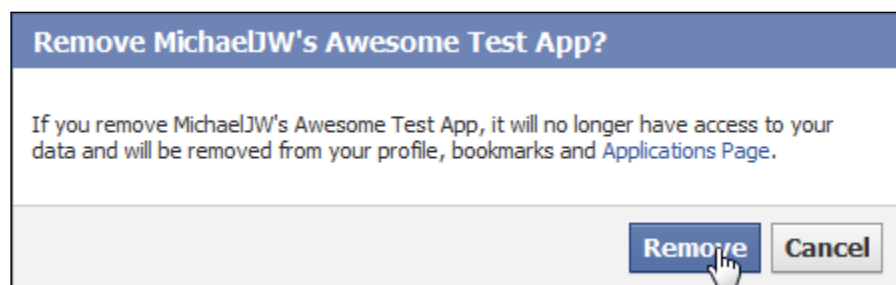 Remove MichaelJW's Awesome Test App?
If you remove MichaelJW's Awesome Test App, it will no longer have access to your
data and will be removed from your profile, bookmarks and Applications Page.
Remove Cancel